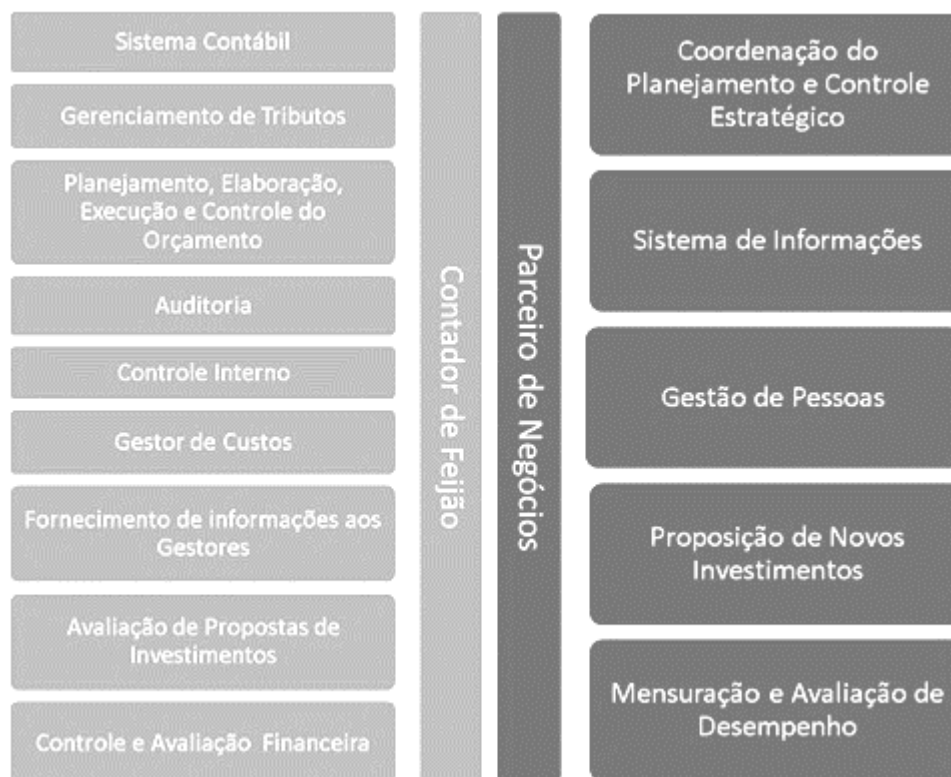 Sistema Contábil
Gerenciamento de Tributos
Planejamento, Elaboração,
Execução e Controle do
Orçamento
Auditoria
Controle Interno
Gestor de Custos
Fornecimento de informações aos
Gestores
Avaliação de Propostas de
Investimentos
Controle e Avaliação Financeira
Contador de Feijão
Parceiro de Negócios
Coordenação do
Planejamento e Controle
Estratégico
Sistema de Informações
Gestão de Pessoas
Proposição de Novos
Investimentos
Mensuração e Avaliação de
Desempenho